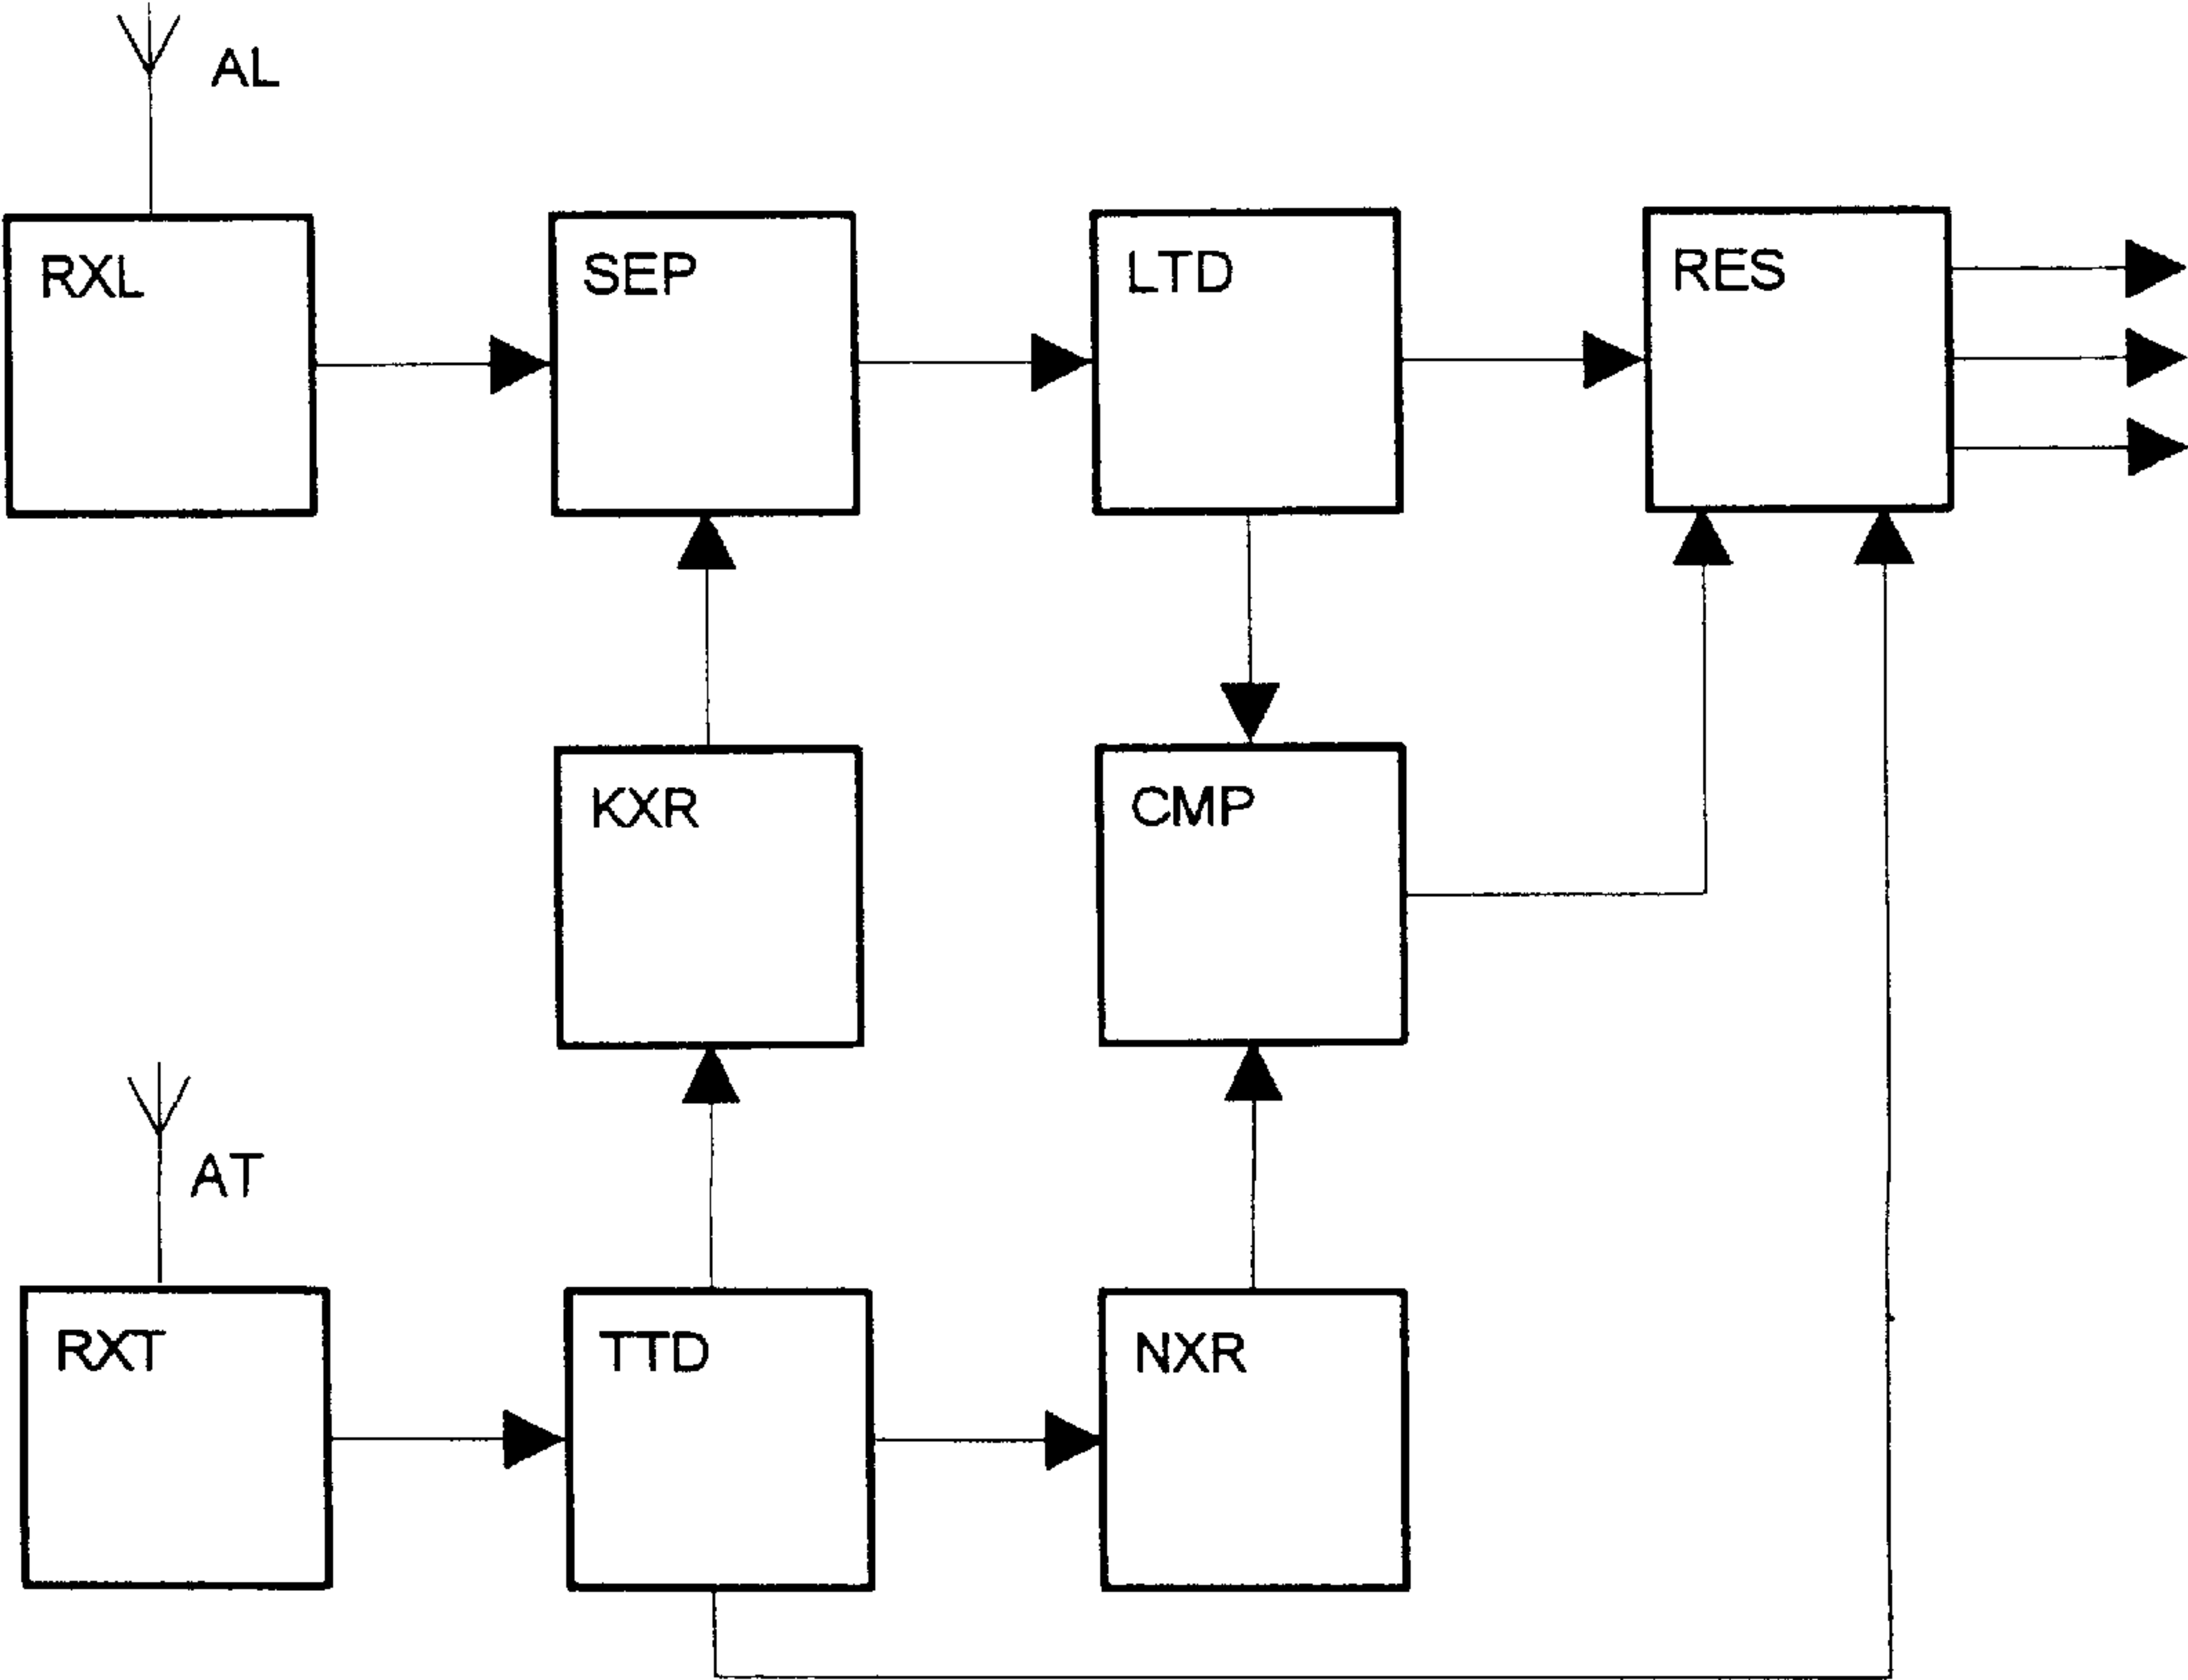 AL
RXL
SEP
LTD
RES
KXR
CMP
AT
RXT
TTD
NXR